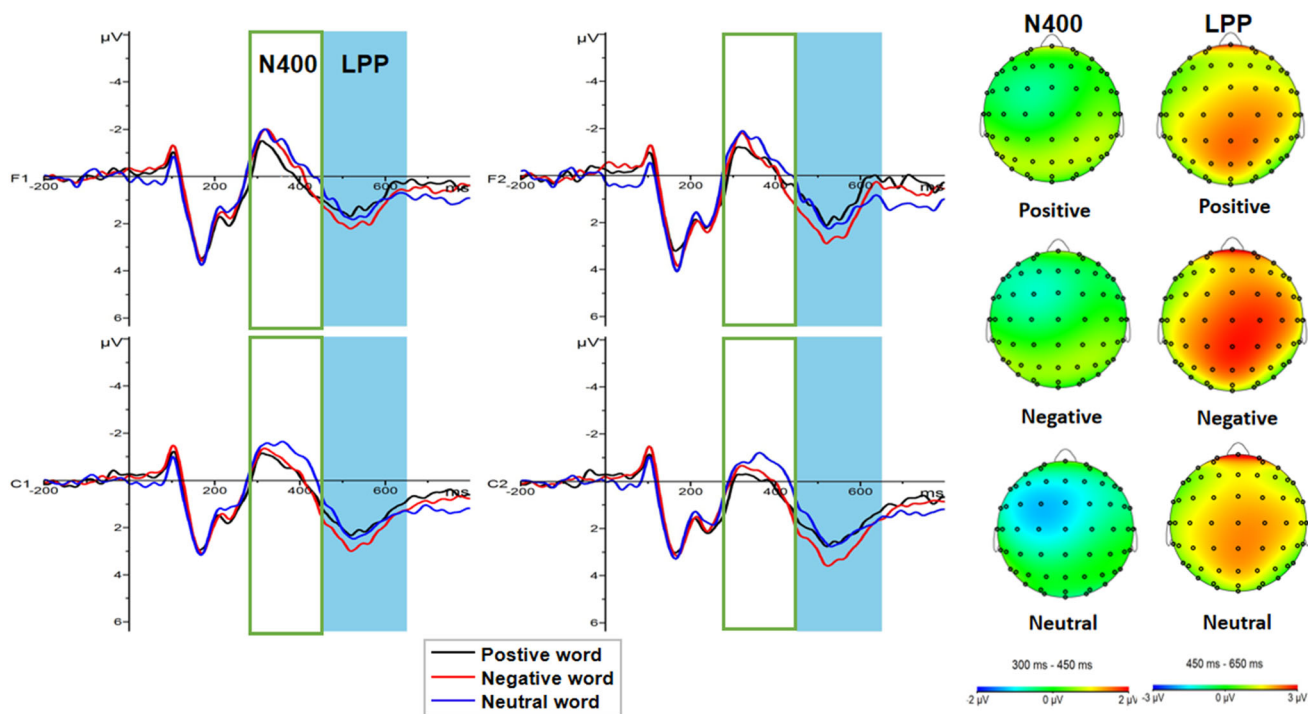 µV
-4
-2
2
4
6
F1
-200
200
400
600
ms
N400
LPP
µV
-4
-2
2
4
6
F2
-200
200
400
600
ms
µV
-4
-2
2
4
6
C1
-200
200
400
600
ms
µV
-4
-2
2
4
6
C2
-200
200
400
600
ms
Postive word
Negative word
Neutral word
N400
LPP
Positive
Positive
Negative
Negative
Neutral
Neutral
300 ms - 450 ms
450 ms - 650 ms
-2 µV
0 µV
2 µV
-3 µV
0 µV
3 µV